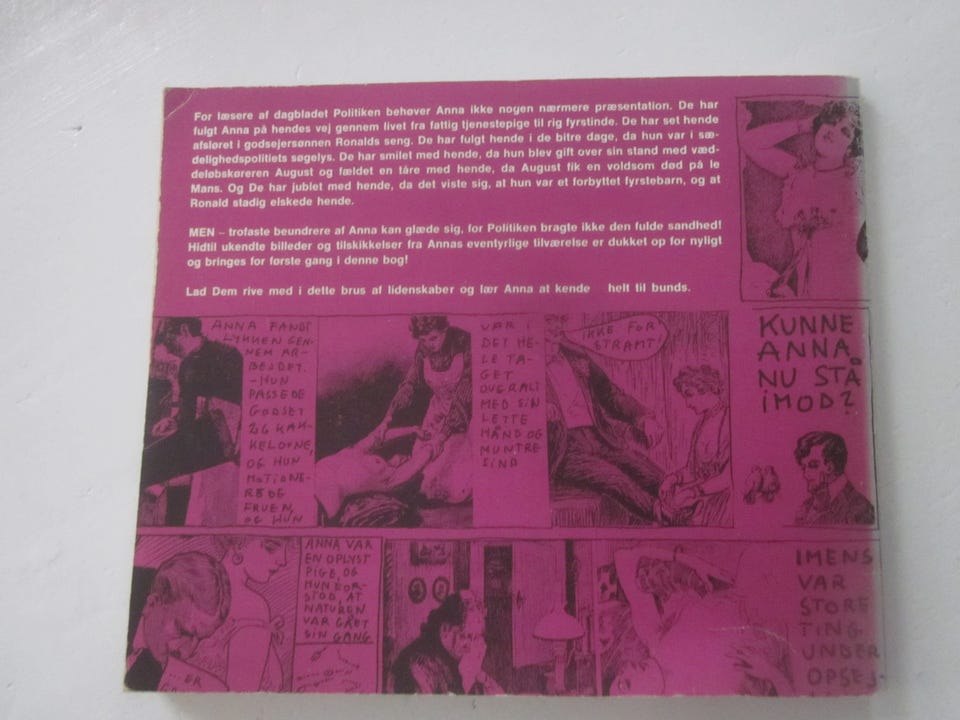 For læsere af dagbladet Politiken behøver Anna ikke nogen nærmere præsentation. De har
fulgt Anna på hendes vej gennem livet fra fattig tjenestepige til rig fyrstinde. De har set hende
afsløret i godsejersønnen Ronalds seng. De har fulgt hende i de bitre dage, da hun var i sæ-
delighedspolitiets søgelys. De har smilet med hende, da hun blev gift over sin stand med væd-
deløbskøreren August og fældet en tåre med hende, da August fik en voldsom død på le
Mans. Og De har jublet med hende, da det viste sig, at hun var et forbyttet fyrstebarn, og at
Ronald stadig elskede hende.
MEN – trofaste beundrere af Anna kan glæde sig, for Politiken bragte ikke den fulde sandhed!
Hidtil ukendte billeder og tilskikkelser fra Annas eventyrlige tilværelse er dukket op for nyligt
og bringes for første gang i denne bog!
Lad Dem rive med i dette brus af lidenskaber og lær Anna at kende helt til bunds.
ANNA FANDT
LYKKEN GEN-
NEM AR-
BEJDET.
-HUN
PASSEDE
GODSET
OG KAK-
KELOVNE,
OG HUN
MOTIONE-
REDE
FRUEN,
OG HUN
VAR I
DET HE-
LE TA-
GET
OVERALT
MED SIN
LETTE
HÅND OG
MUNTRE
SIND
IKKE FOR
STRAMT!
KUNNE
ANNA
NU STÅ
IMOD?
ER
ANNA VAR
EN OPLYST
PIGE, OG
HUN FOR-
STOD, AT
NATUREN
VAR GÅET
SIN GANG
IMENS
VAR
STORE
TING
UNDER
OPSEJ-